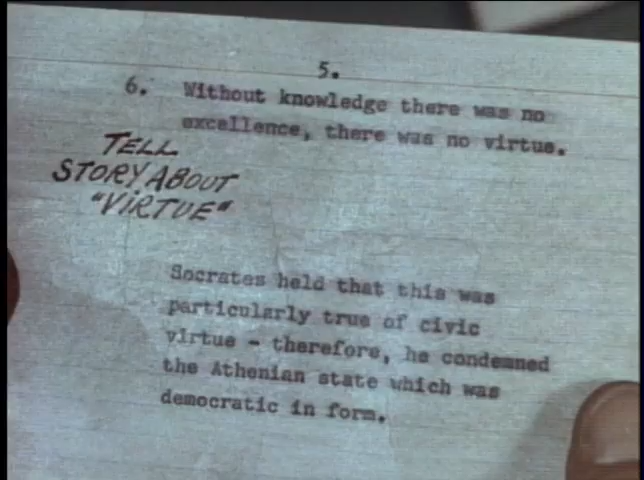 5.
6. Without knowledge there was no
excellence, there was no virtue.
TELL
STORY ABOUT
"VIRTUE"
Socrates held that this was
particularly true of civic
virtue - therefore, he condemned
the Athenian state which was
democratic in form.